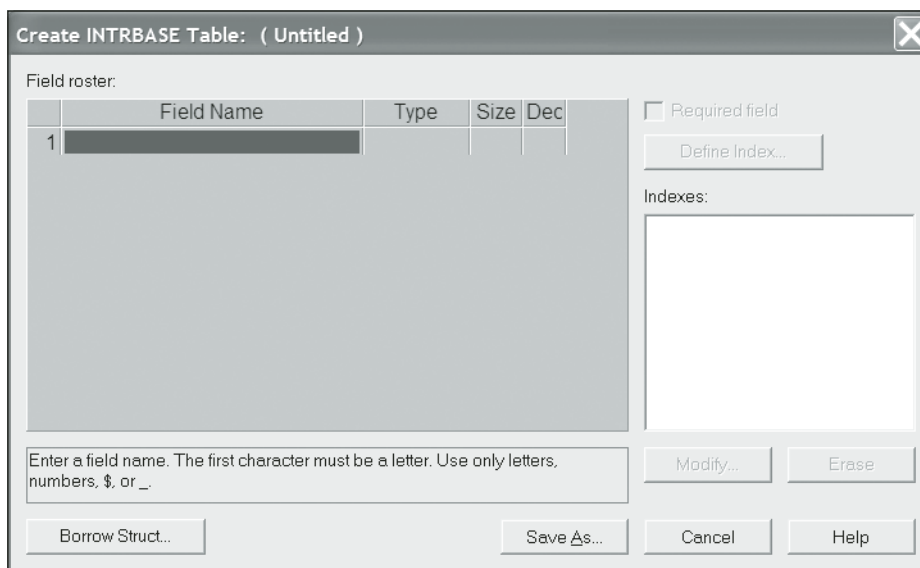 Create INTRBASE Table: ( Untitled )
Field roster:
Field Name Type Size Dec
1
Required field
Define Index...
Indexes:
Enter a field name. The first character must be a letter. Use only letters,
numbers, $, or _.
Modify... Erase
Borrow Struct... Save As... Cancel Help